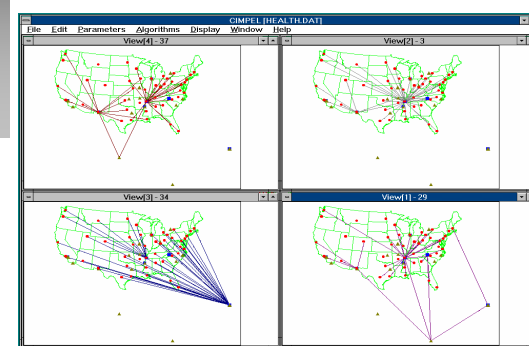 CIMPEL [HEALTH.DAT]
File Edit Parameters Algorithms Display Window Help
View[4] - 37
View[2] - 3
View[3] - 34
View[1] - 29